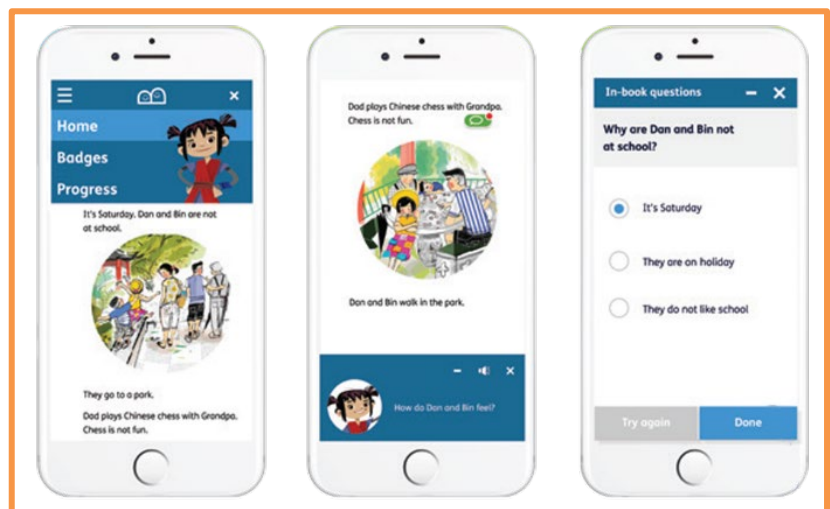 Home
Badges
Progress
It's Saturday. Dan and Bin are not
at school.
They go to a park.
Dad plays Chinese chess with Grandpa.
Chess is not fun.
Dad plays Chinese chess with Grandpa.
Chess is not fun.
Dan and Bin walk in the park.
How do Dan and Bin feel?
In-book questions
Why are Dan and Bin not
at school?
It's Saturday
They are on holiday
They do not like school
Try again
Done